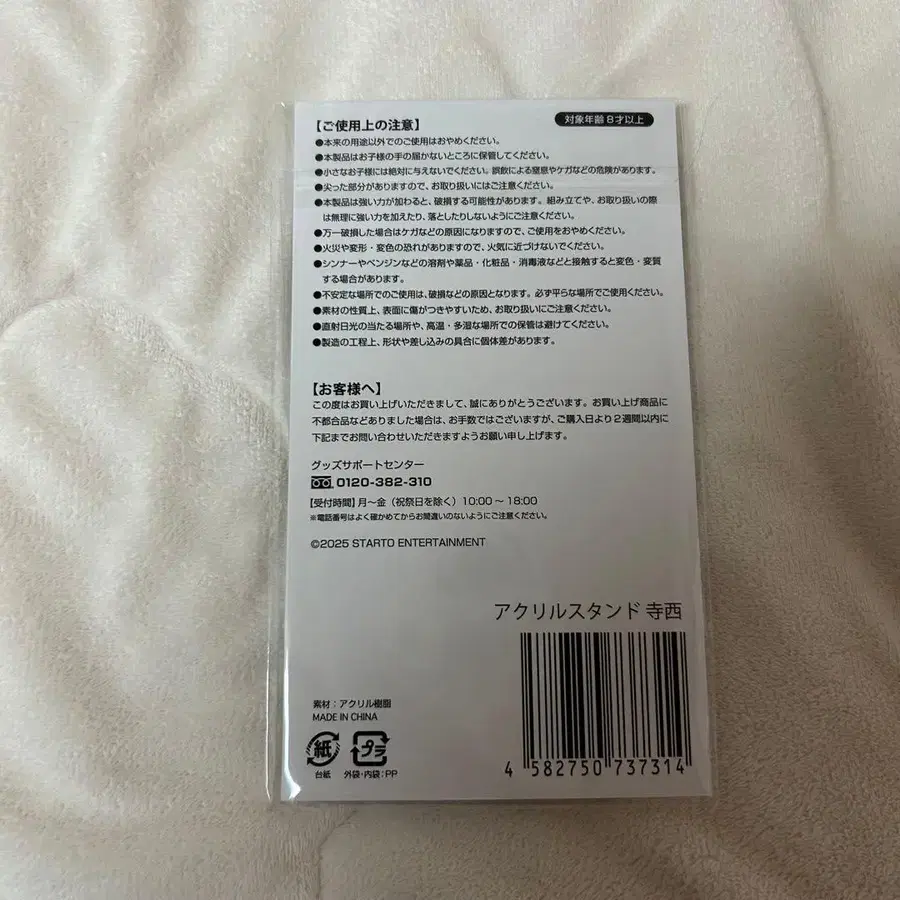 【ご使用上の注意】
対象年齢8才以上
●本来の用途以外でのご使用はおやめください。
●本製品はお子様の手の届かないところに保管してください。
●小さなお子様には絶対に与えないでください。誤飲による窒息やケガなどの危険があります。
●尖った部分がありますので、お取り扱いにはご注意ください。
●本製品は強い力が加わると、破損する可能性があります。組み立てや、お取り扱いの際
は無理に強い力を加えたり、落としたりしないようにご注意ください。
●万一破損した場合はケガなどの原因になりますので、ご使用をおやめください。
●火災や変形・変色の恐れがありますので、火気に近づけないでください。
●シンナーやベンジンなどの溶剤や薬品・化粧品・消毒液などと接触すると変色・変質
する場合があります。
●不安定な場所でのご使用は、破損などの原因となります。必ず平らな場所でご使用ください。
●素材の性質上、表面に傷がつきやすいため、お取り扱いにご注意ください。
●直射日光の当たる場所や、高温・多湿な場所での保管は避けてください。
●製造の工程上、形状や差し込みの具合に個体差があります。
【お客様へ】
この度はお買い上げいただきまして、誠にありがとうございます。お買い上げ商品に
不都合品などありました場合は、お手数ではございますが、ご購入日より2週間以内に
下記までお問い合わせいただきますようお願い申し上げます。
グッズサポートセンター
0120-382-310
【受付時間】月〜金（祝祭日を除く）10:00〜18:00
※電話番号はよく確かめてからお間違いのないようにご注意ください。
©2025 STARTO ENTERTAINMENT
アクリルスタンド 寺西
素材：アクリル樹脂
MADE IN CHINA
紙
プラ
台紙
外袋・内袋：PP
4 582750 737314